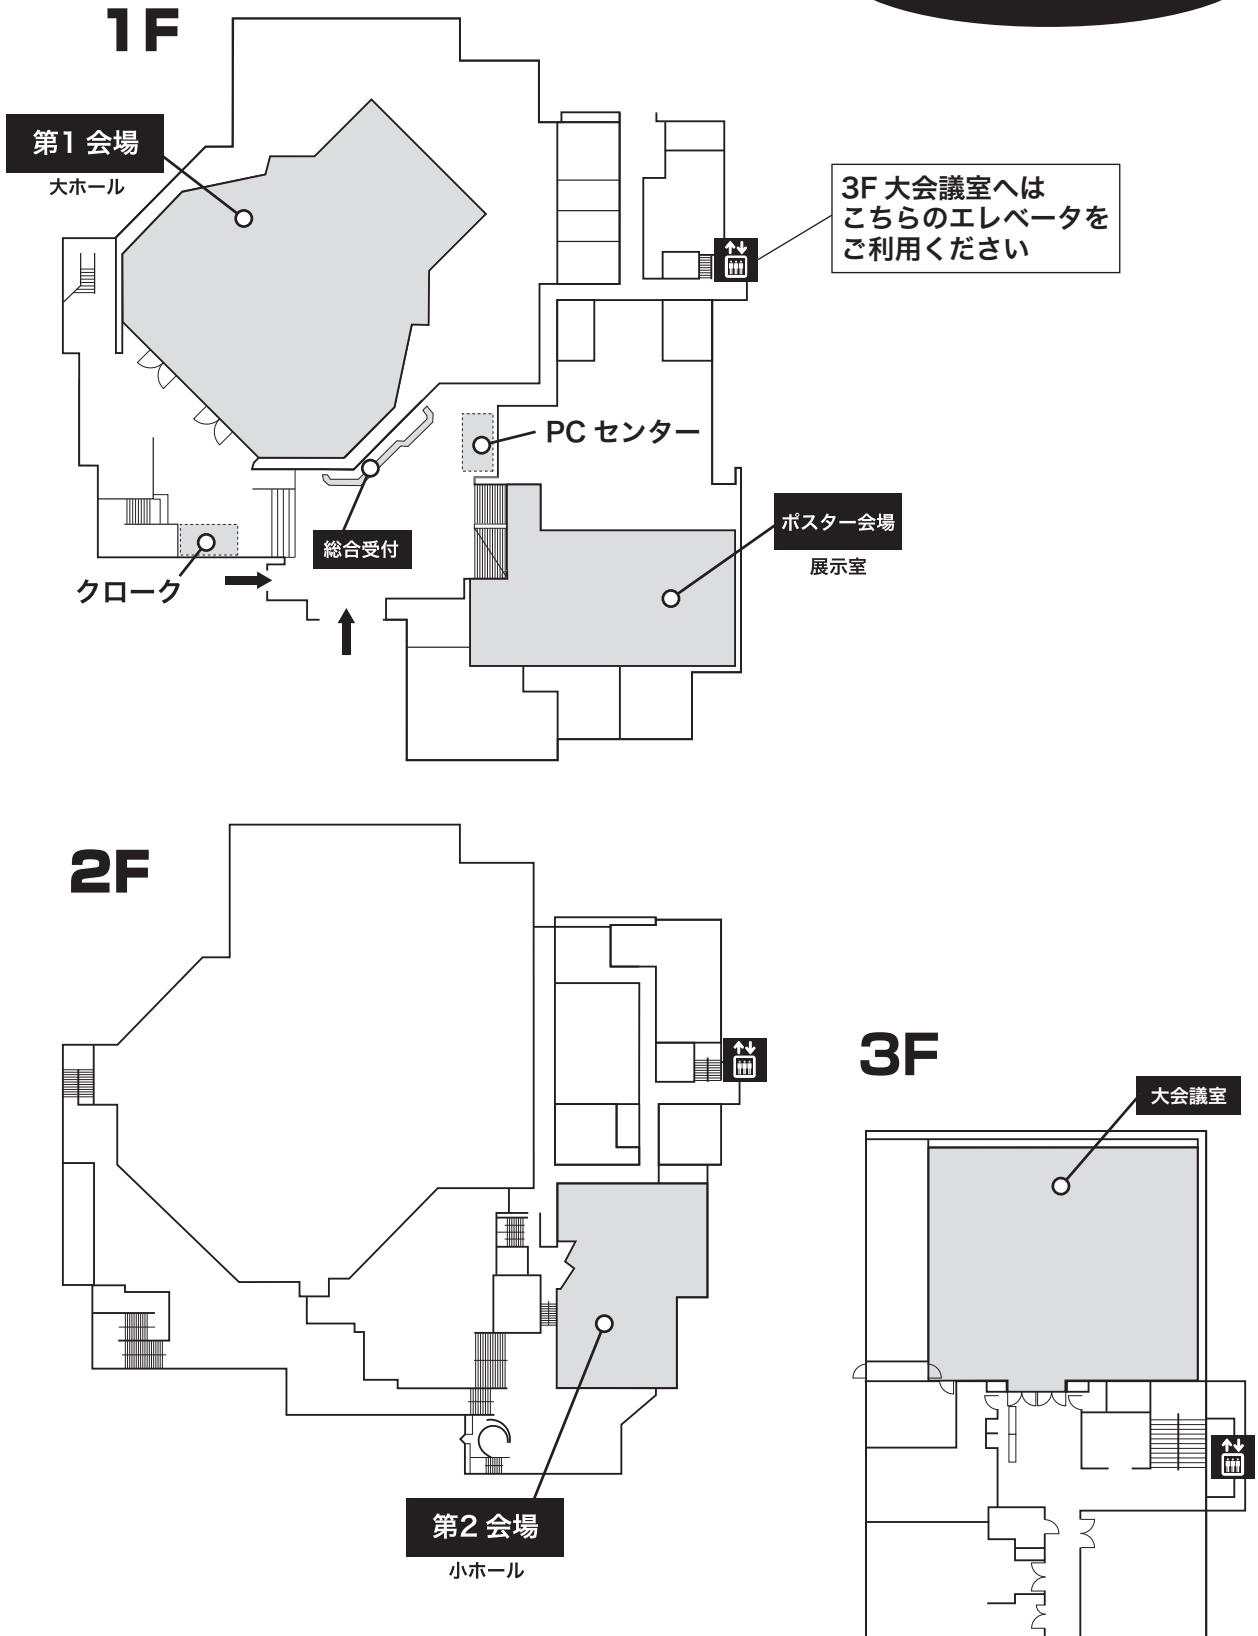 1F
第1 会場
大ホール
3F 大会議室へは
こちらのエレベータを
ご利用ください
PC センター
総合受付
ポスター会場
展示室
クローク
2F
3F
大会議室
第2 会場
小ホール